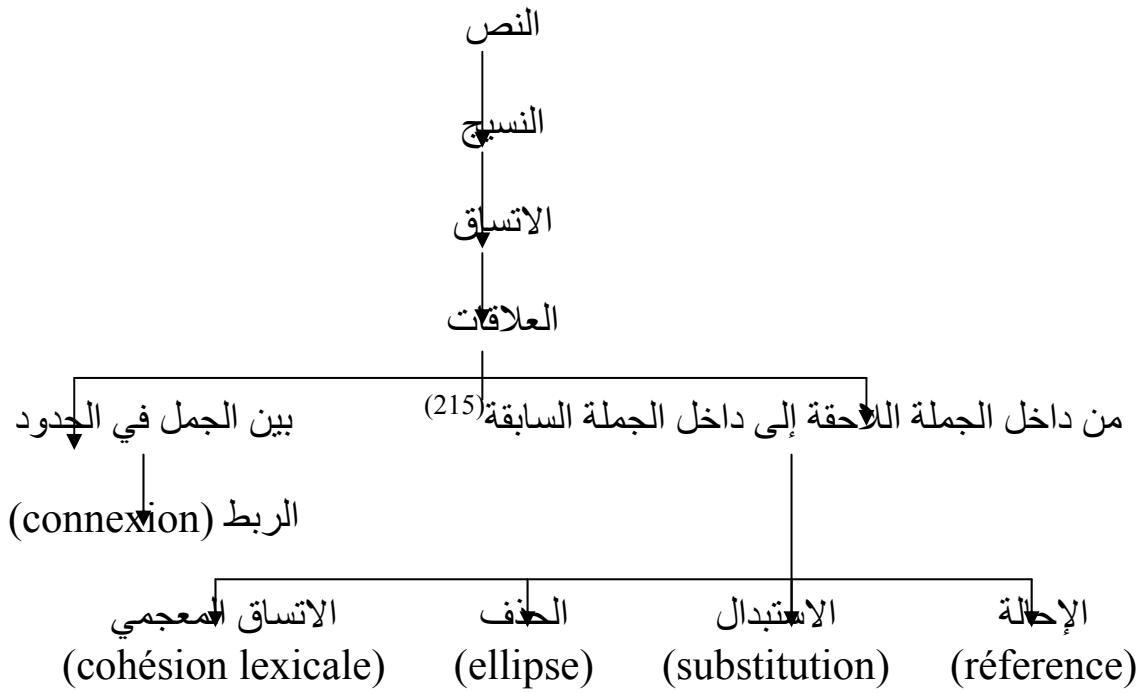 النص
النسيج
الاتساق
العلاقات
من داخل الجملة اللاحقة إلى داخل الجملة السابقة(215) بين الجمل في الحدود
الربط (connexion)
الإحالة الاستبدال الحذف الاتساق المعجمي
(réference) (substitution) (ellipse) (cohésion lexicale)